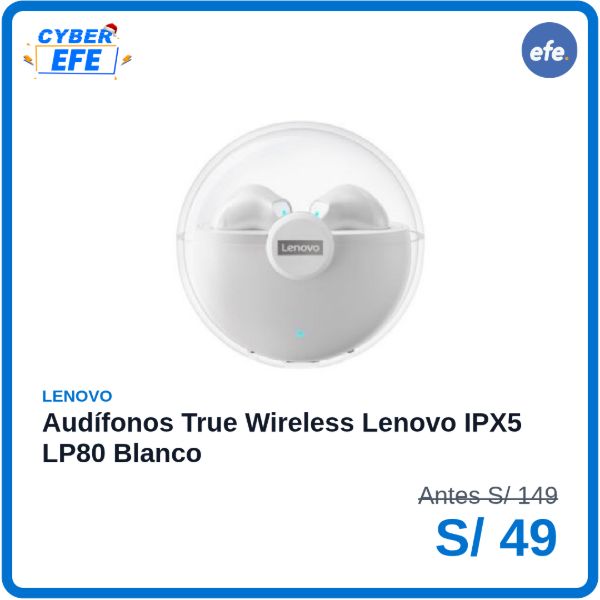 CYBER
EFE
efe.
Lenovo
LENOVO
Audífonos True Wireless Lenovo IPX5
LP80 Blanco
Antes S/ 149
S/ 49